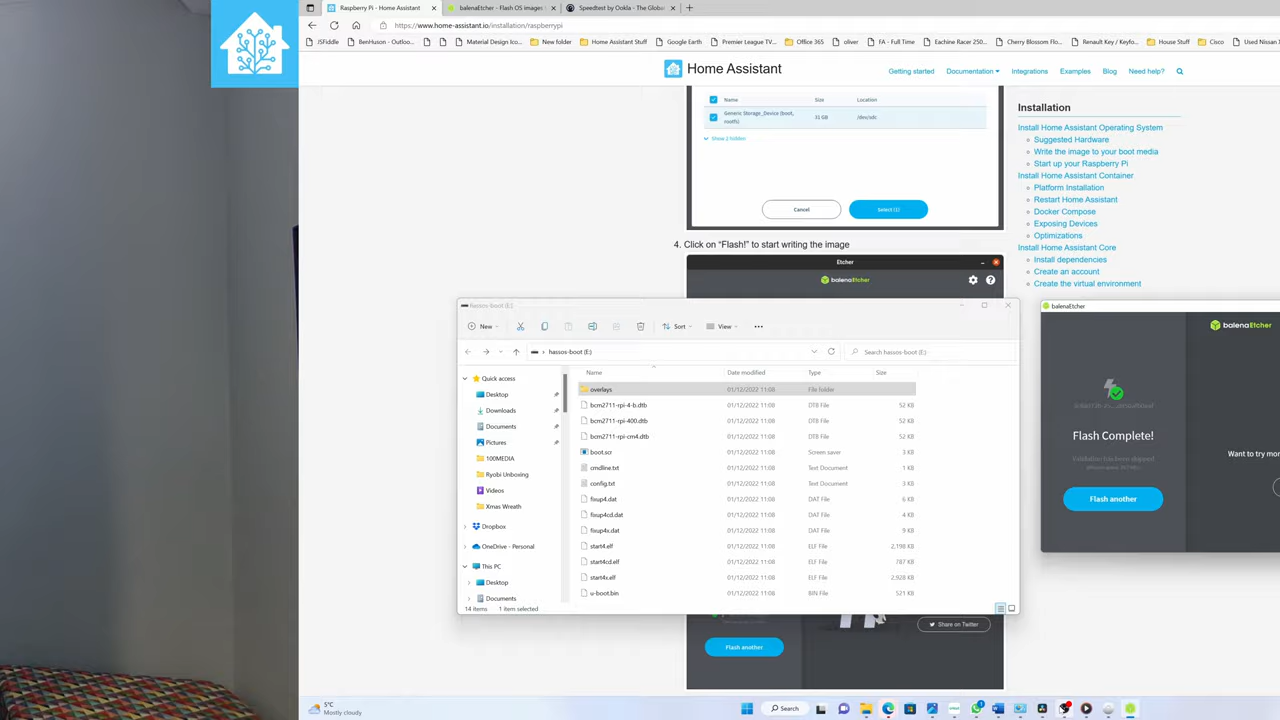 Raspberry Pi - Home Assistant
balenaEtcher - Flash OS images
Speedtest by Ookla - The Global
https://www.home-assistant.io/installation/raspberrypi
JSFiddle
BenHuson - Outloo...
Material Design Ico...
New folder
Home Assistant Stuff
Google Earth
Premier League TV...
Office 365
oliver
FA - Full Time
Eachine Racer 250...
Cherry Blossom Flo...
Renault Key / Keyfo...
House Stuff
Cisco
Used Nissan
Home Assistant
Getting started
Documentation
Integrations
Examples
Blog
Need help?
Name Size Location
Generic Storage_Device (boot, rootfs) 31 GB /dev/sdc
Show 2 hidden
Cancel
Select (1)
4. Click on “Flash!” to start writing the image
Etcher
balenaEtcher
Installation
Install Home Assistant Operating System
Suggested Hardware
Write the image to your boot media
Start up your Raspberry Pi
Install Home Assistant Container
Platform Installation
Restart Home Assistant
Docker Compose
Exposing Devices
Optimizations
Install Home Assistant Core
Install dependencies
Create an account
Create the virtual environment
hassos-boot (E:)
New
Sort
View
hassos-boot (E:)
Search hassos-boot (E:)
Name Date modified Type Size
Quick access
Desktop
Downloads
Documents
Pictures
100MEDIA
Ryobi Unboxing
Videos
Xmas Wreath
Dropbox
OneDrive - Personal
This PC
Desktop
Documents
overlays 01/12/2022 11:08 File folder
bcm2711-rpi-4-b.dtb 01/12/2022 11:08 DTB File 52 KB
bcm2711-rpi-400.dtb 01/12/2022 11:08 DTB File 52 KB
bcm2711-rpi-cm4.dtb 01/12/2022 11:08 DTB File 52 KB
boot.scr 01/12/2022 11:08 Screen saver 3 KB
cmdline.txt 01/12/2022 11:08 Text Document 1 KB
config.txt 01/12/2022 11:08 Text Document 3 KB
fixup4.dat 01/12/2022 11:08 DAT File 6 KB
fixup4cd.dat 01/12/2022 11:08 DAT File 4 KB
fixup4x.dat 01/12/2022 11:08 DAT File 9 KB
start4.elf 01/12/2022 11:08 ELF File 2,198 KB
start4cd.elf 01/12/2022 11:08 ELF File 787 KB
start4x.elf 01/12/2022 11:08 ELF File 2,928 KB
u-boot.bin 01/12/2022 11:08 BIN File 521 KB
14 items 1 item selected
balenaEtcher
balenaEtcher
Flash Complete!
Validation has been skipped
Flash another
Want to try mor
Share on Twitter
Flash another
5°C
Mostly cloudy
Search